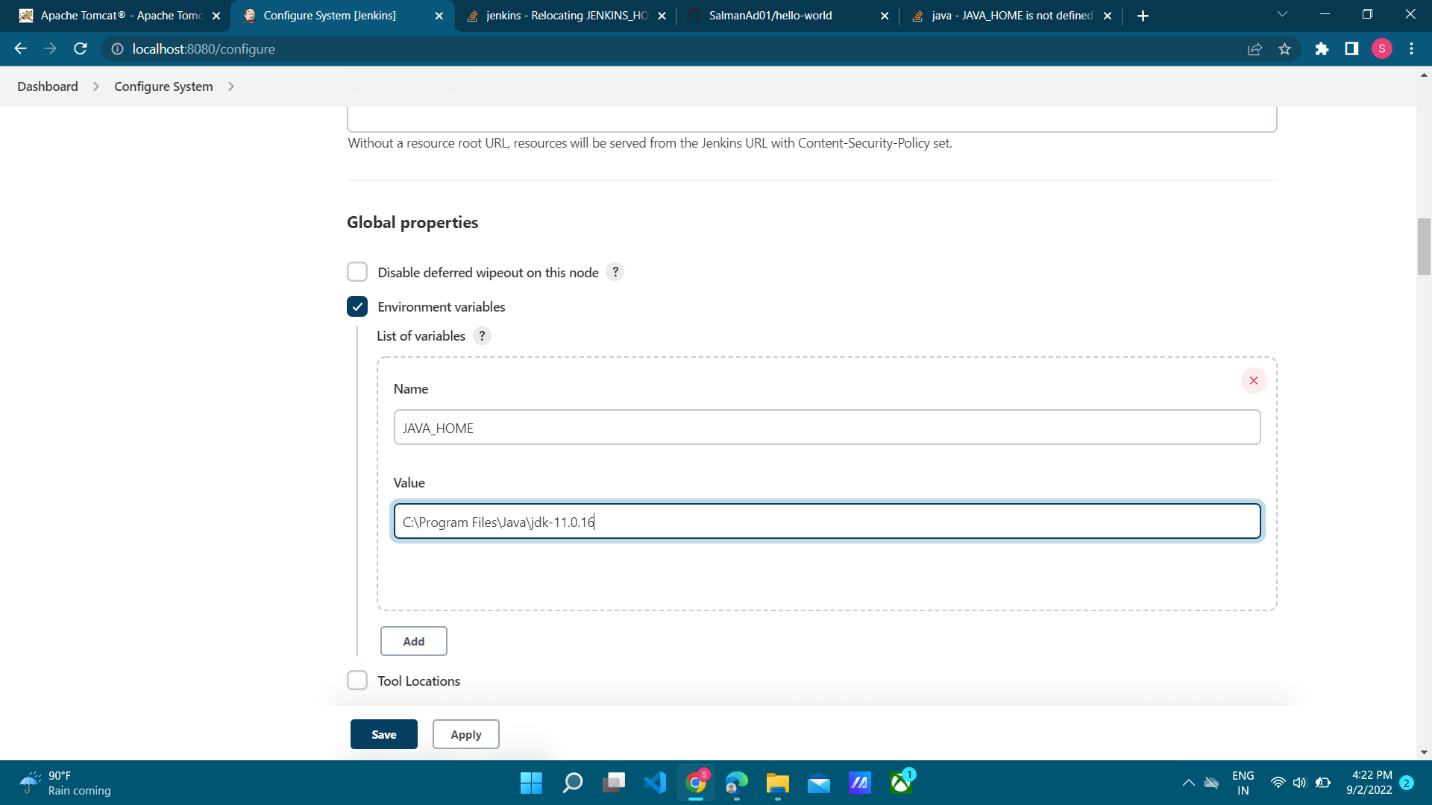 Apache Tomcat® - Apache Tomc
Configure System [Jenkins]
jenkins - Relocating JENKINS_HO
SalmanAd01/hello-world
java - JAVA_HOME is not defined
localhost:8080/configure
S
Dashboard
Configure System
Without a resource root URL, resources will be served from the Jenkins URL with Content-Security-Policy set.
Global properties
Disable deferred wipeout on this node ?
Environment variables
List of variables ?
Name
JAVA_HOME
Value
C:\Program Files\Java\jdk-11.0.16
Add
Tool Locations
Save
Apply
90°F
Rain coming
S
1
ENG
IN
4:22 PM
9/2/2022
2